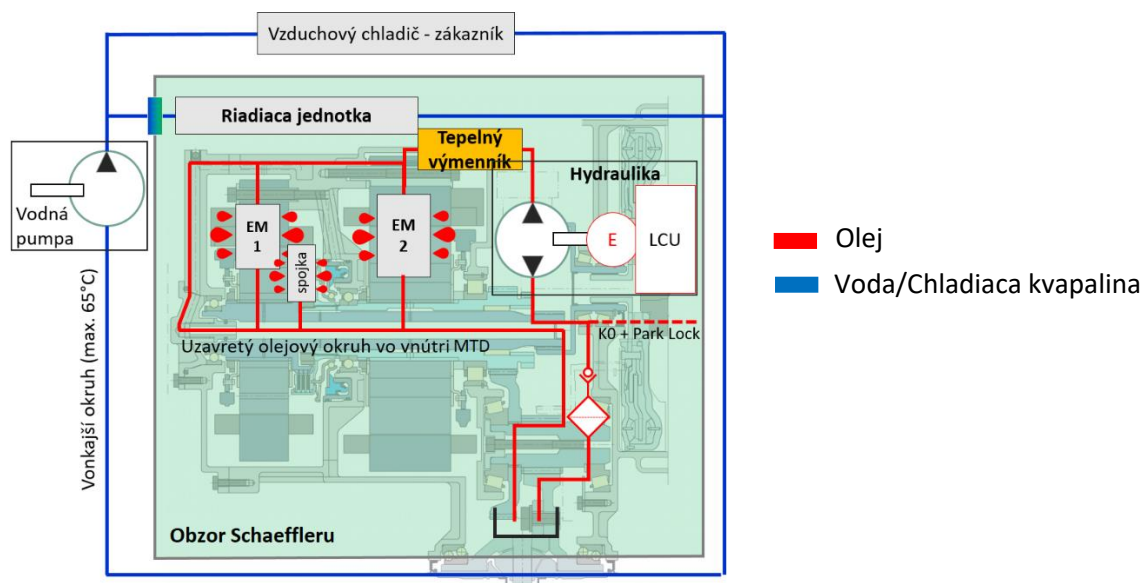 Vzduchový chladič - zákazník
Riadiaca jednotka
Tepelný
výmenník
Hydraulika
Vodná
pumpa
EM
1
EM
2
spojka
E
LCU
Olej
Voda/Chladiaca kvapalina
K0 + Park Lock
Uzavretý olejový okruh vo vnútri MTD
Vonkajší okruh (max. 65°C)
Obzor Schaeffleru